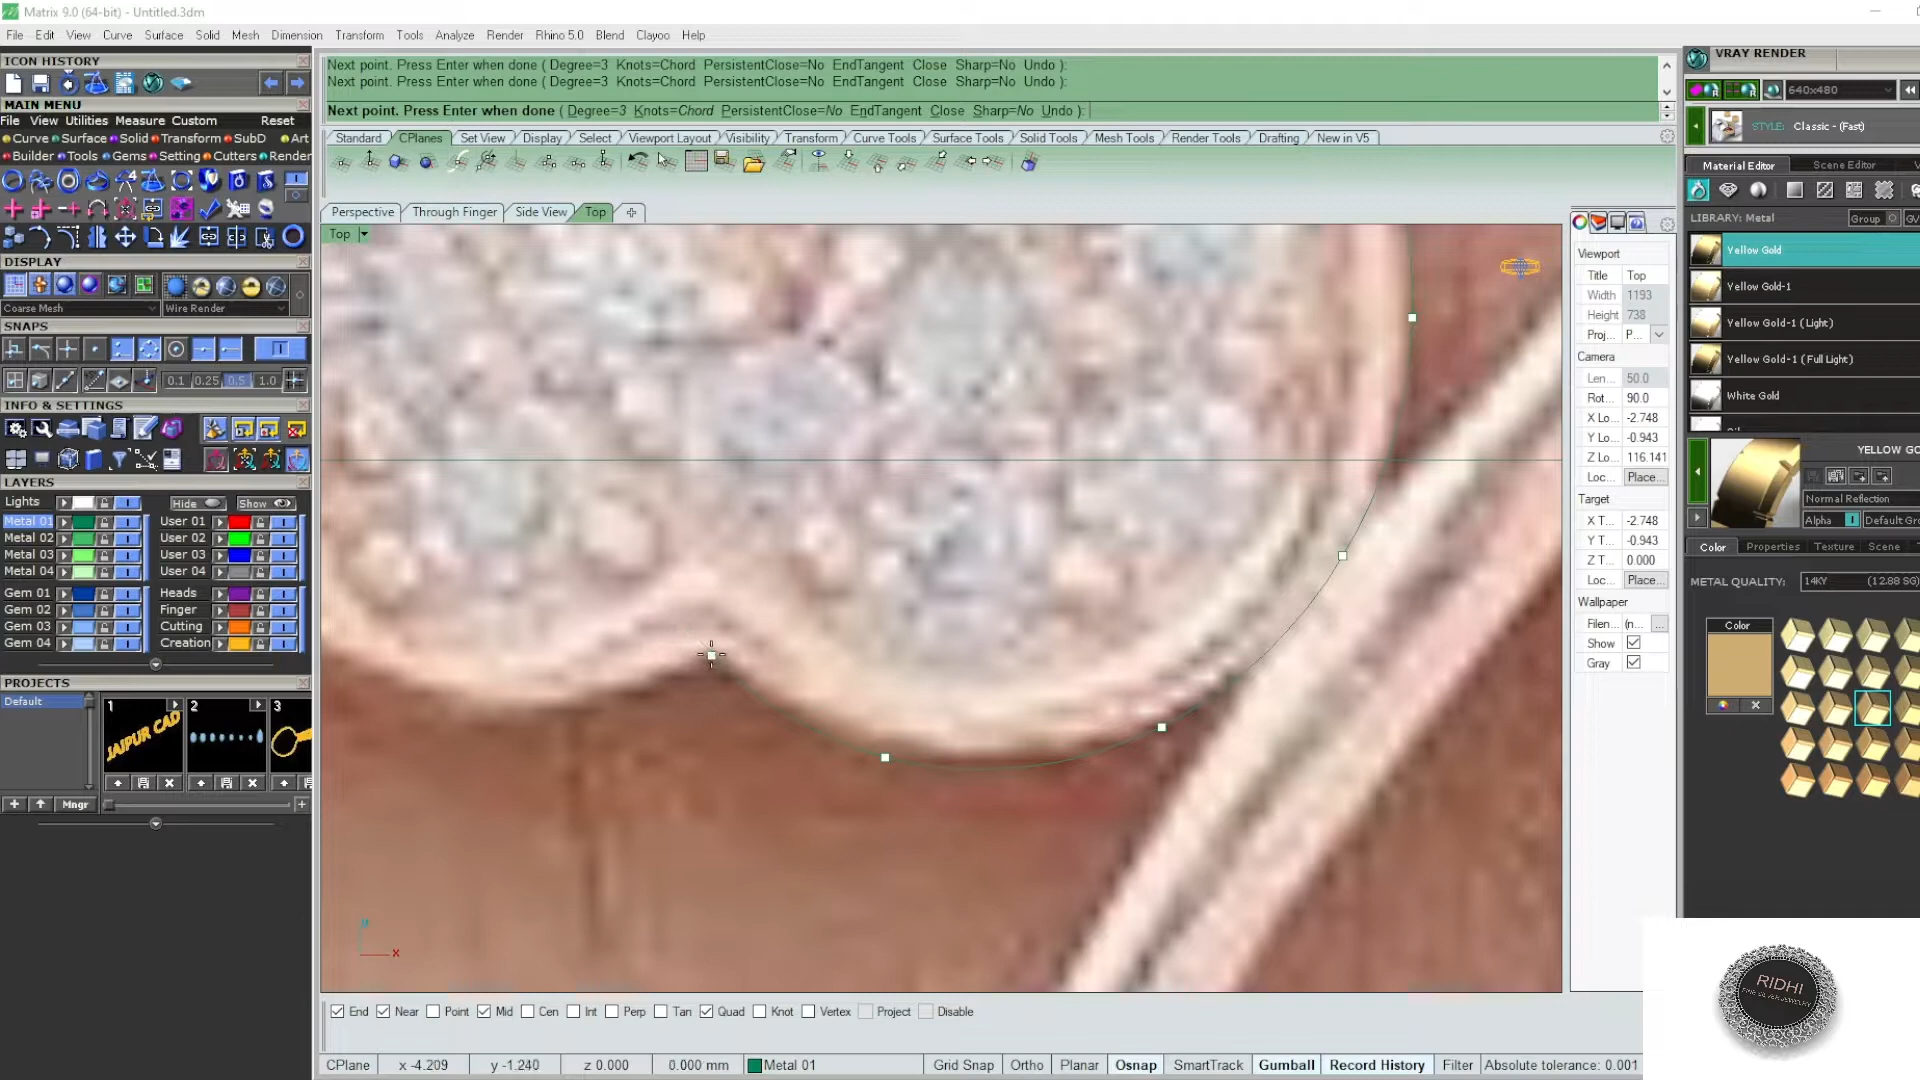 Matrix 9.0 (64-bit) - Untitled.3dm
File Edit View Curve Surface Solid Mesh Dimension Transform Tools Analyze Render Rhino 5.0 Blend Clayoo Help
ICON HISTORY
MAIN MENU
File View Utilities Measure Custom Reset
Curve Surface Solid Transform SubD Art
Builder Tools Gems Setting Cutters Render
DISPLAY
Coarse Mesh Wire Render
SNAPS
0.1 0.25 0.5 1.0
INFO & SETTINGS
LAYERS
Lights Hide Show
Metal 01 User 01
Metal 02 User 02
Metal 03 User 03
Metal 04 User 04
Gem 01 Heads
Gem 02 Finger
Gem 03 Cutting
Gem 04 Creation
PROJECTS
Default
1 2 3
JAIPUR CAD
Mngr
Next point. Press Enter when done ( Degree=3 Knots=Chord PersistentClose=No EndTangent Close Sharp=No Undo ):
Next point. Press Enter when done ( Degree=3 Knots=Chord PersistentClose=No EndTangent Close Sharp=No Undo ):
Next point. Press Enter when done ( Degree=3 Knots=Chord PersistentClose=No EndTangent Close Sharp=No Undo ):
Standard CPlanes Set View Display Select Viewport Layout Visibility Transform Curve Tools Surface Tools Solid Tools Mesh Tools Render Tools Drafting New in V5
Perspective Through Finger Side View Top
Top
y
x
Viewport
Title Top
Width 1193
Height 738
Proj... P...
Camera
Len... 50.0
Rot... 90.0
X Lo... -2.748
Y Lo... -0.943
Z Lo... 116.141
Loc... Place...
Target
X T... -2.748
Y T... -0.943
Z T... 0.000
Loc... Place...
Wallpaper
Filen... (n... ...
Show
Gray
VRAY RENDER
640x480
STYLE: Classic - (Fast)
Material Editor Scene Editor
LIBRARY: Metal Group GV
Yellow Gold
Yellow Gold-1
Yellow Gold-1 (Light)
Yellow Gold-1 (Full Light)
White Gold
YELLOW GO
Normal Reflection
Alpha Default Gro
Color Properties Texture Scene
METAL QUALITY: 14KY (12.88 SG)
Color
RIDHI
FINE SILVER JEWELRY
End Near Point Mid Cen Int Perp Tan Quad Knot Vertex Project Disable
CPlane x -4.209 y -1.240 z 0.000 0.000 mm Metal 01 Grid Snap Ortho Planar Osnap SmartTrack Gumball Record History Filter Absolute tolerance: 0.001